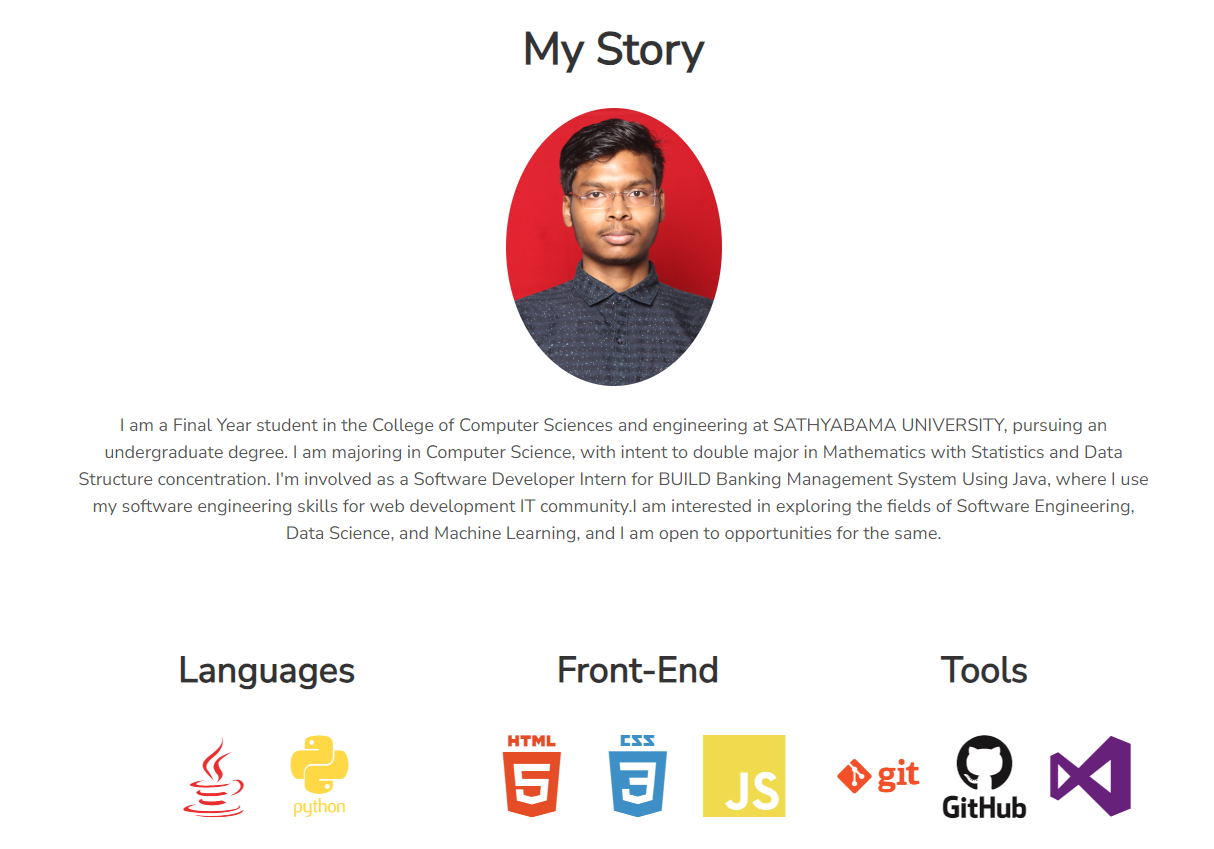 My Story
I am a Final Year student in the College of Computer Sciences and engineering at SATHYABAMA UNIVERSITY, pursuing an
undergraduate degree. I am majoring in Computer Science, with intent to double major in Mathematics with Statistics and Data
Structure concentration. I'm involved as a Software Developer Intern for BUILD Banking Management System Using Java, where I use
my software engineering skills for web development IT community.I am interested in exploring the fields of Software Engineering,
Data Science, and Machine Learning, and I am open to opportunities for the same.
Languages
Front-End
Tools
python
HTML
5
CSS
3
JS
git
GitHub